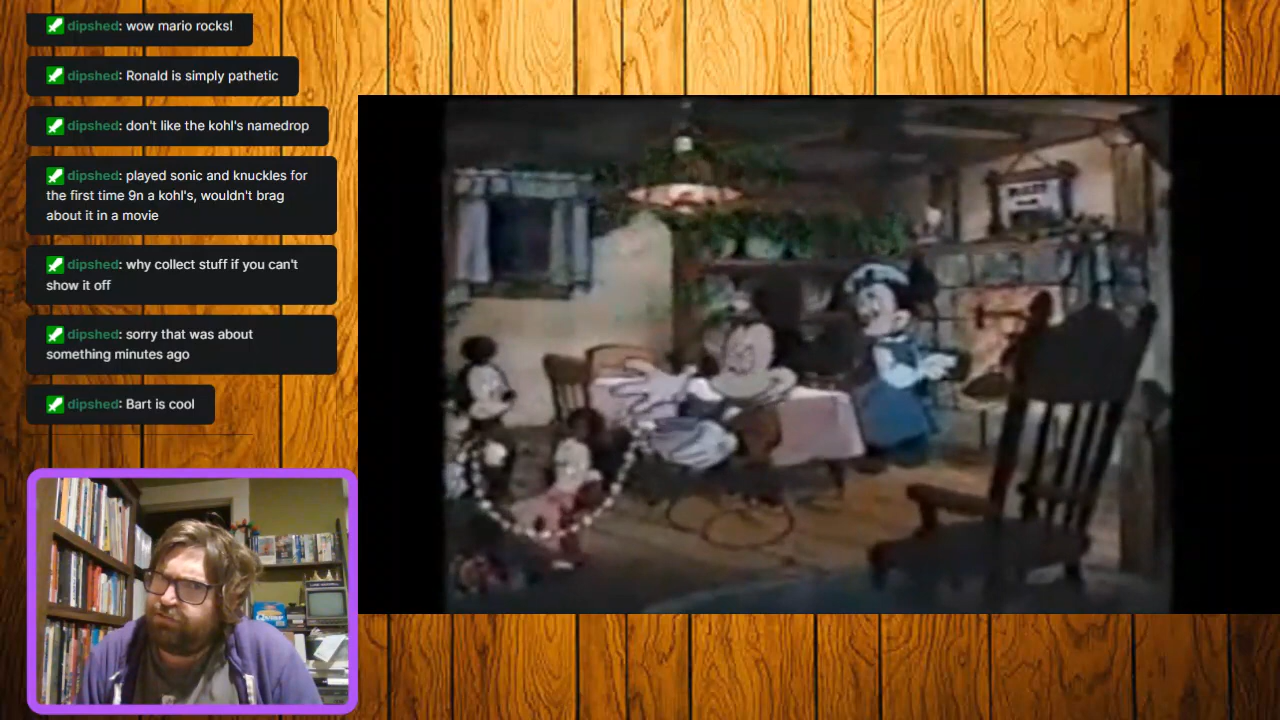 dipshed: wow mario rocks!
dipshed: Ronald is simply pathetic
dipshed: don't like the kohl's namedrop
dipshed: played sonic and knuckles for
the first time 9n a kohl's, wouldn't brag
about it in a movie
dipshed: why collect stuff if you can't
show it off
dipshed: sorry that was about
something minutes ago
dipshed: Bart is cool